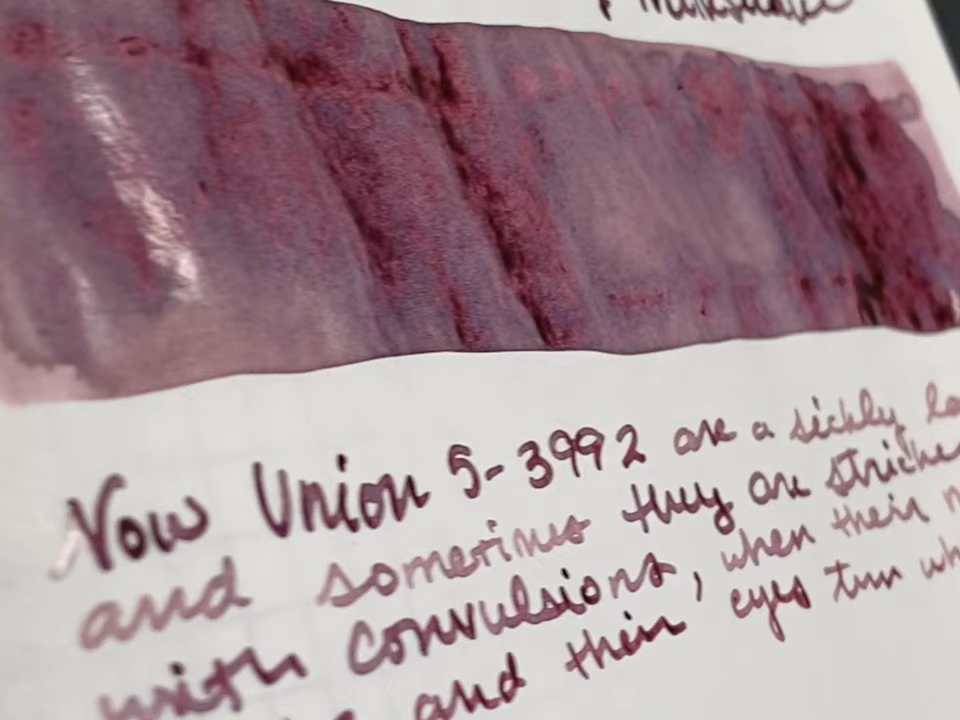 Now Union 5-3992 are a sickly
and sometimes they are
with convulsions, when their
and their eyes turn